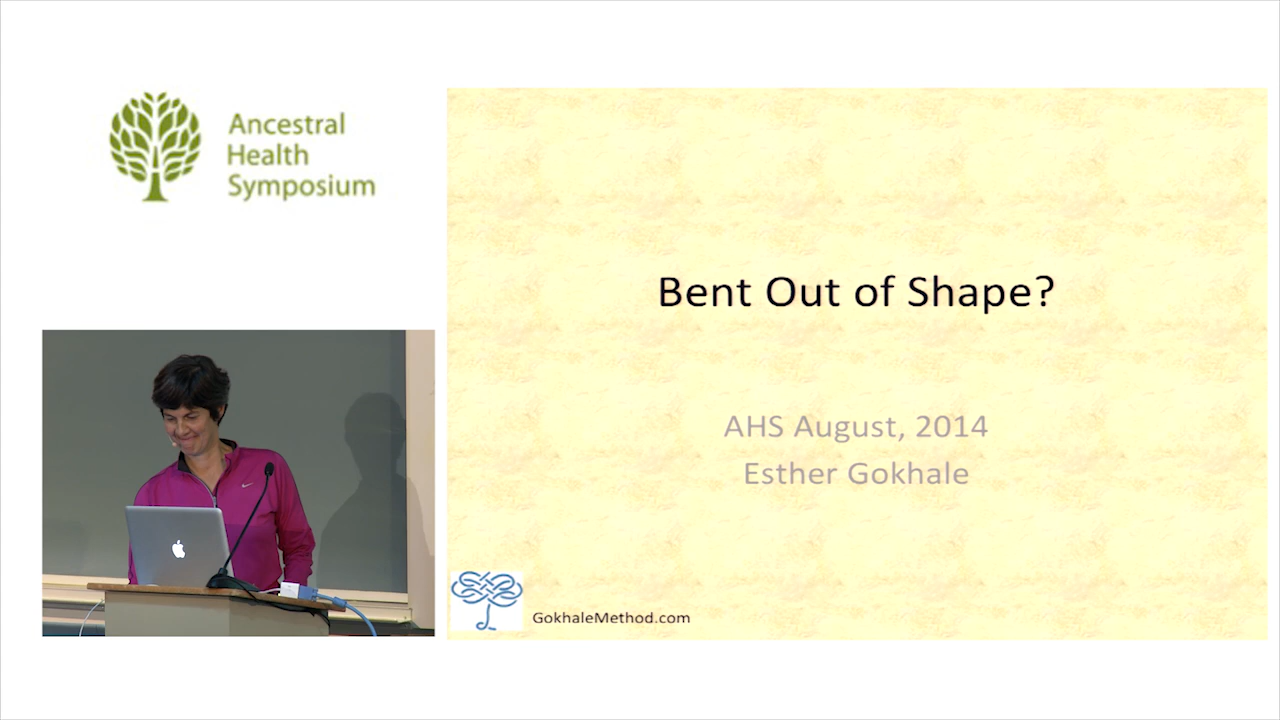 Ancestral
Health
Symposium
Bent Out of Shape?
AHS August, 2014
Esther Gokhale
GokhaleMethod.com